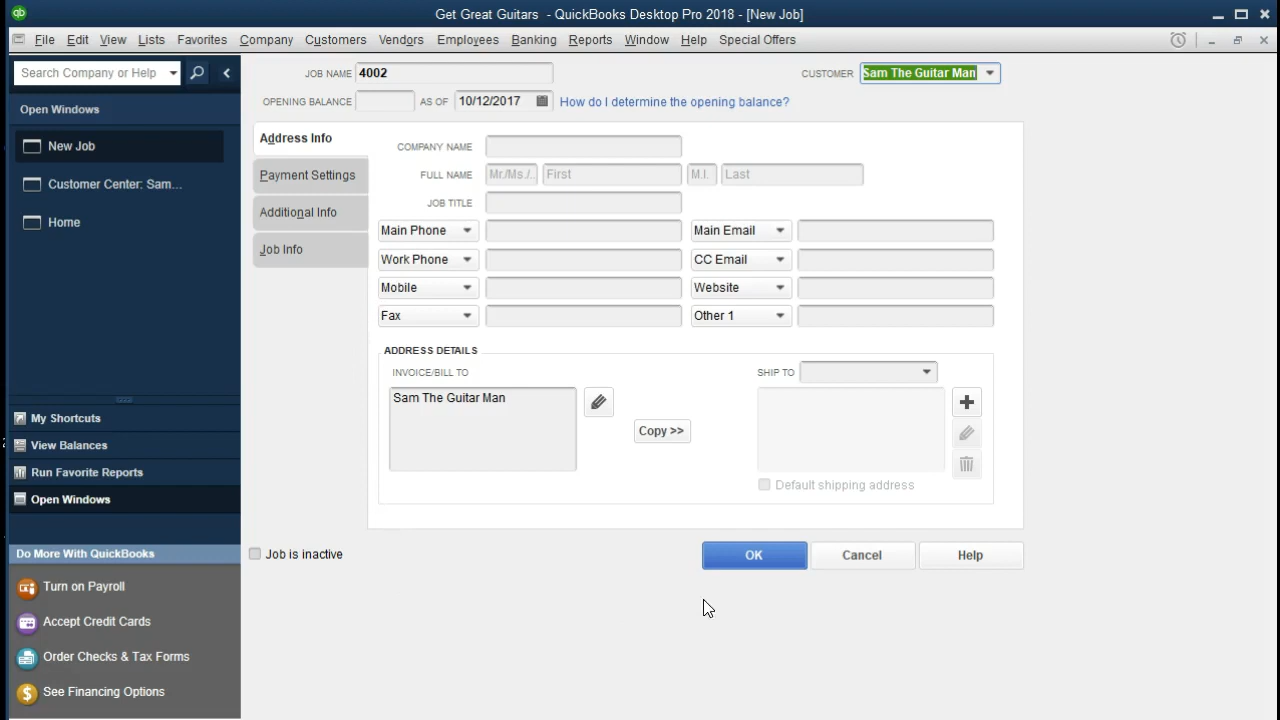 qb Get Great Guitars - QuickBooks Desktop Pro 2018 - [New Job]
File Edit View Lists Favorites Company Customers Vendors Employees Banking Reports Window Help Special Offers
Search Company or Help
Open Windows
New Job
Customer Center: Sam...
Home
My Shortcuts
View Balances
Run Favorite Reports
Open Windows
Do More With QuickBooks
Turn on Payroll
Accept Credit Cards
Order Checks & Tax Forms
See Financing Options
JOB NAME 4002 CUSTOMER Sam The Guitar Man
OPENING BALANCE AS OF 10/12/2017 How do I determine the opening balance?
Address Info
Payment Settings
Additional Info
Job Info
COMPANY NAME
FULL NAME Mr./Ms./.. First M.I. Last
JOB TITLE
Main Phone Main Email
Work Phone CC Email
Mobile Website
Fax Other 1
ADDRESS DETAILS
INVOICE/BILL TO SHIP TO
Sam The Guitar Man
Copy >>
Default shipping address
Job is inactive
OK Cancel Help